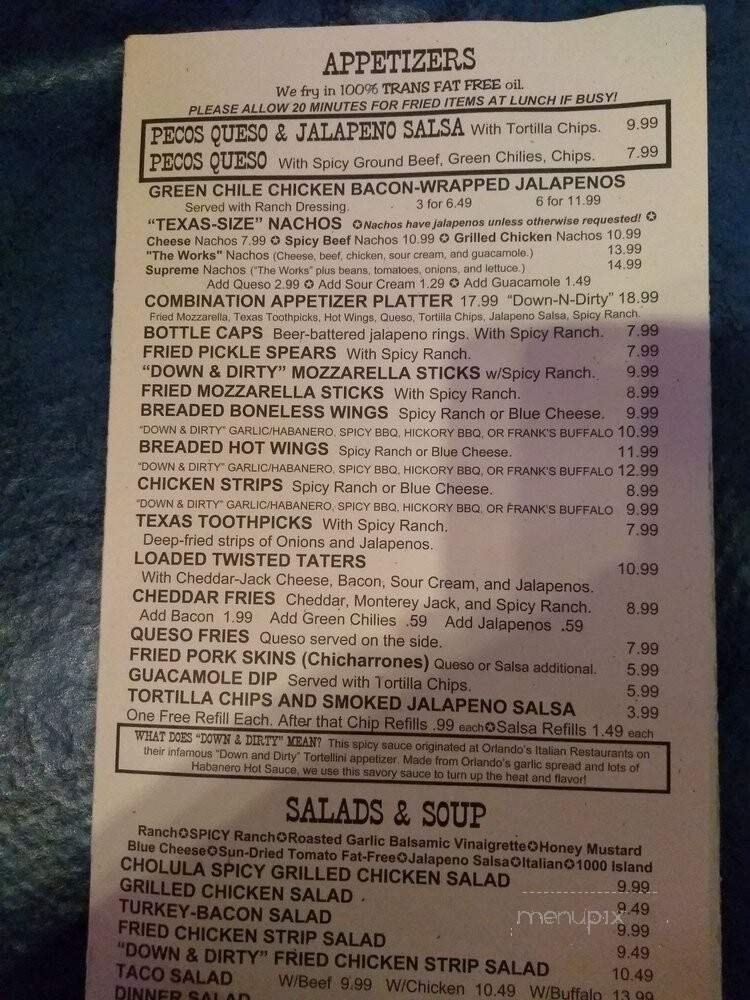 APPETIZERS
We fry in 100% TRANS FAT FREE oil.
PLEASE ALLOW 20 MINUTES FOR FRIED ITEMS AT LUNCH IF BUSY!
PECOS QUESO & JALAPENO SALSA With Tortilla Chips. 9.99
PECOS QUESO With Spicy Ground Beef, Green Chilies, Chips. 7.99
GREEN CHILE CHICKEN BACON-WRAPPED JALAPENOS
Served with Ranch Dressing. 3 for 6.49 6 for 11.99
“TEXAS-SIZE” NACHOS ✪Nachos have jalapenos unless otherwise requested! ✪
Cheese Nachos 7.99 ✪ Spicy Beef Nachos 10.99 ✪ Grilled Chicken Nachos 10.99
"The Works" Nachos (Cheese, beef, chicken, sour cream, and guacamole.) 13.99
Supreme Nachos ("The Works" plus beans, tomatoes, onions, and lettuce.) 14.99
Add Queso 2.99 ✪ Add Sour Cream 1.29 ✪ Add Guacamole 1.49
COMBINATION APPETIZER PLATTER 17.99 “Down-N-Dirty” 18.99
Fried Mozzarella, Texas Toothpicks, Hot Wings, Queso, Tortilla Chips, Jalapeno Salsa, Spicy Ranch.
BOTTLE CAPS Beer-battered jalapeno rings. With Spicy Ranch. 7.99
FRIED PICKLE SPEARS With Spicy Ranch. 7.99
“DOWN & DIRTY” MOZZARELLA STICKS w/Spicy Ranch. 9.99
FRIED MOZZARELLA STICKS With Spicy Ranch. 8.99
BREADED BONELESS WINGS Spicy Ranch or Blue Cheese. 9.99
"DOWN & DIRTY" GARLIC/HABANERO, SPICY BBQ, HICKORY BBQ, OR FRANK'S BUFFALO 10.99
BREADED HOT WINGS Spicy Ranch or Blue Cheese. 11.99
"DOWN & DIRTY" GARLIC/HABANERO, SPICY BBQ, HICKORY BBQ, OR FRANK'S BUFFALO 12.99
CHICKEN STRIPS Spicy Ranch or Blue Cheese. 8.99
"DOWN & DIRTY" GARLIC/HABANERO, SPICY BBQ, HICKORY BBQ, OR FRANK'S BUFFALO 9.99
TEXAS TOOTHPICKS With Spicy Ranch. 7.99
Deep-fried strips of Onions and Jalapenos.
LOADED TWISTED TATERS 10.99
With Cheddar-Jack Cheese, Bacon, Sour Cream, and Jalapenos.
CHEDDAR FRIES Cheddar, Monterey Jack, and Spicy Ranch. 8.99
Add Bacon 1.99 Add Green Chilies .59 Add Jalapenos .59
QUESO FRIES Queso served on the side. 7.99
FRIED PORK SKINS (Chicharrones) Queso or Salsa additional. 5.99
GUACAMOLE DIP Served with Tortilla Chips. 5.99
TORTILLA CHIPS AND SMOKED JALAPENO SALSA 3.99
One Free Refill Each. After that Chip Refills .99 each✪Salsa Refills 1.49 each
WHAT DOES "DOWN & DIRTY" MEAN? This spicy sauce originated at Orlando's Italian Restaurants on
their infamous "Down and Dirty" Tortellini appetizer. Made from Orlando's garlic spread and lots of
Habanero Hot Sauce, we use this savory sauce to turn up the heat and flavor!
SALADS & SOUP
Ranch✪SPICY Ranch✪Roasted Garlic Balsamic Vinaigrette✪Honey Mustard
Blue Cheese✪Sun-Dried Tomato Fat-Free✪Jalapeno Salsa✪Italian✪1000 Island
CHOLULA SPICY GRILLED CHICKEN SALAD 9.99
GRILLED CHICKEN SALAD 9.49
TURKEY-BACON SALAD 9.99
FRIED CHICKEN STRIP SALAD 9.49
“DOWN & DIRTY” FRIED CHICKEN STRIP SALAD 10.49
TACO SALAD W/Beef 9.99 W/Chicken 10.49 W/Buffalo 13.99
DINNER SALAD
menupix